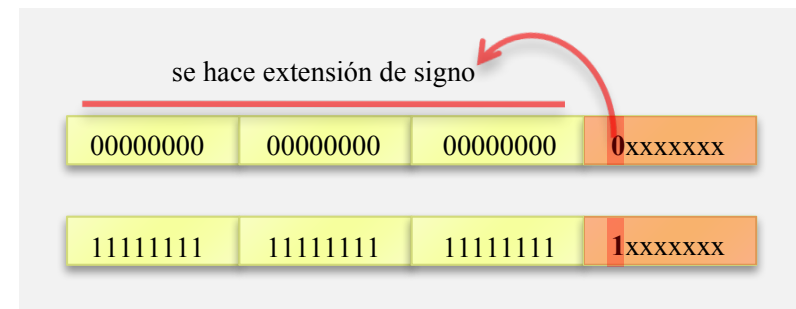 se hace extensión de signo
00000000 00000000 00000000 0xxxxxxx
11111111 11111111 11111111 1xxxxxxx